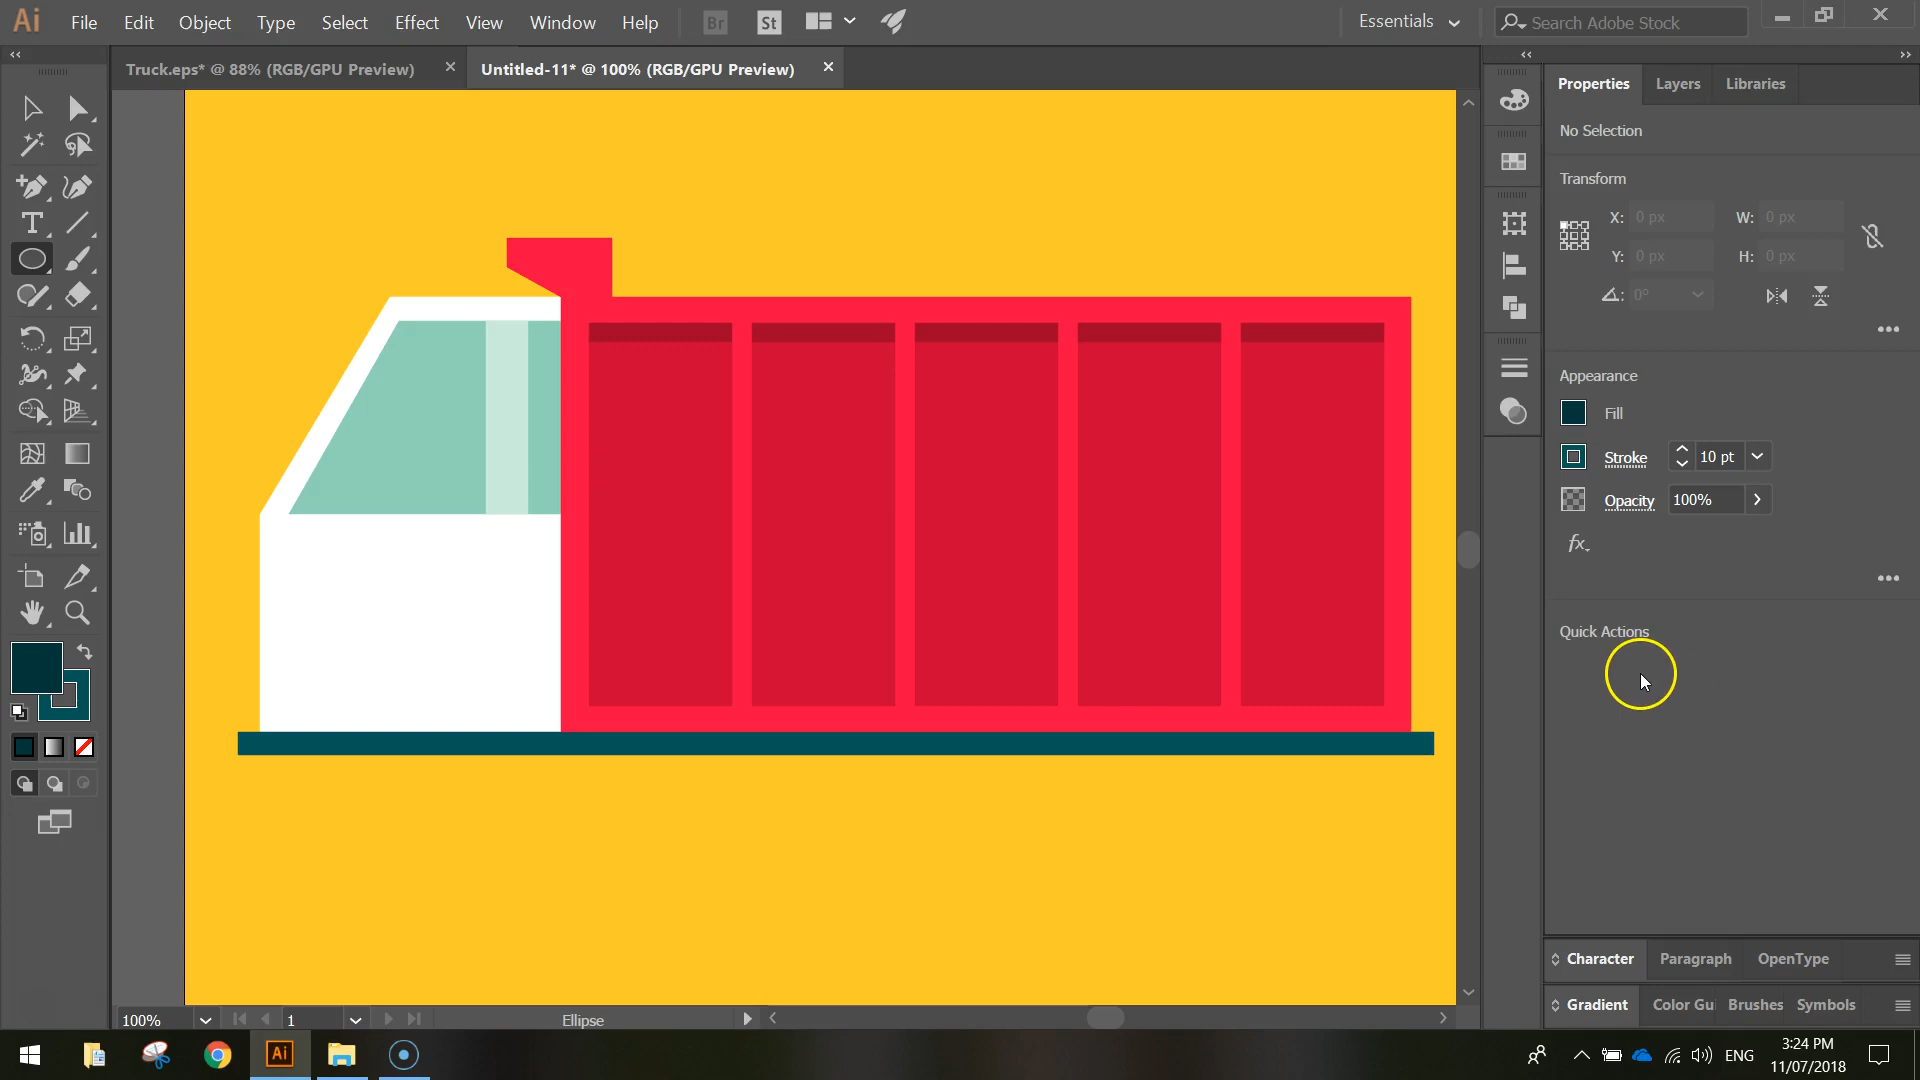 Ai File Edit Object Type Select Effect View Window Help Br St Essentials Search Adobe Stock
Truck.eps* @ 88% (RGB/GPU Preview) Untitled-11* @ 100% (RGB/GPU Preview)
Properties Layers Libraries
No Selection
Transform
X: 0 px W: 0 px
Y: 0 px H: 0 px
0°
Appearance
Fill
Stroke 10 pt
Opacity 100%
fx.
Quick Actions
Character Paragraph OpenType
Gradient Color Gu Brushes Symbols
100% 1 Ellipse
Ai ENG 3:24 PM
11/07/2018